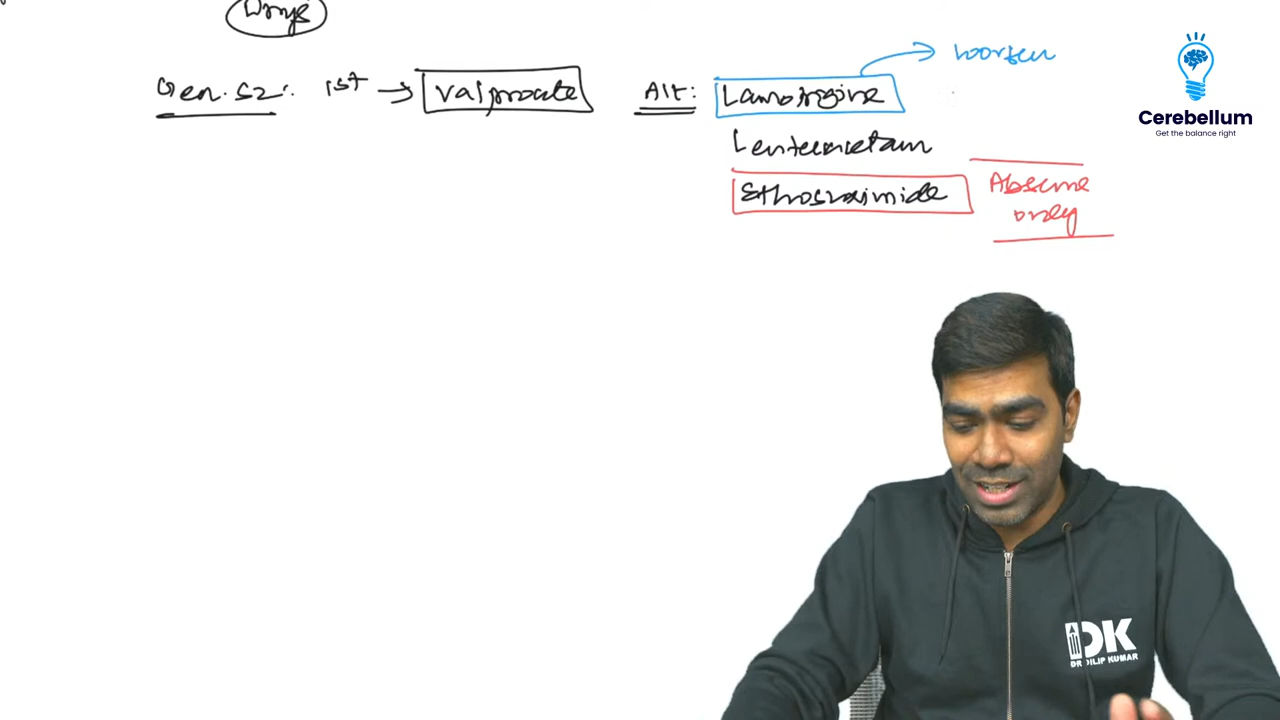 Drugs
Gen. Sz: 1st → Valproate Alt: Lamotrigine → worsen
Levetiracetam
Ethosuximide Absence only
Cerebellum
Get the balance right
DK
DR DILIP KUMAR